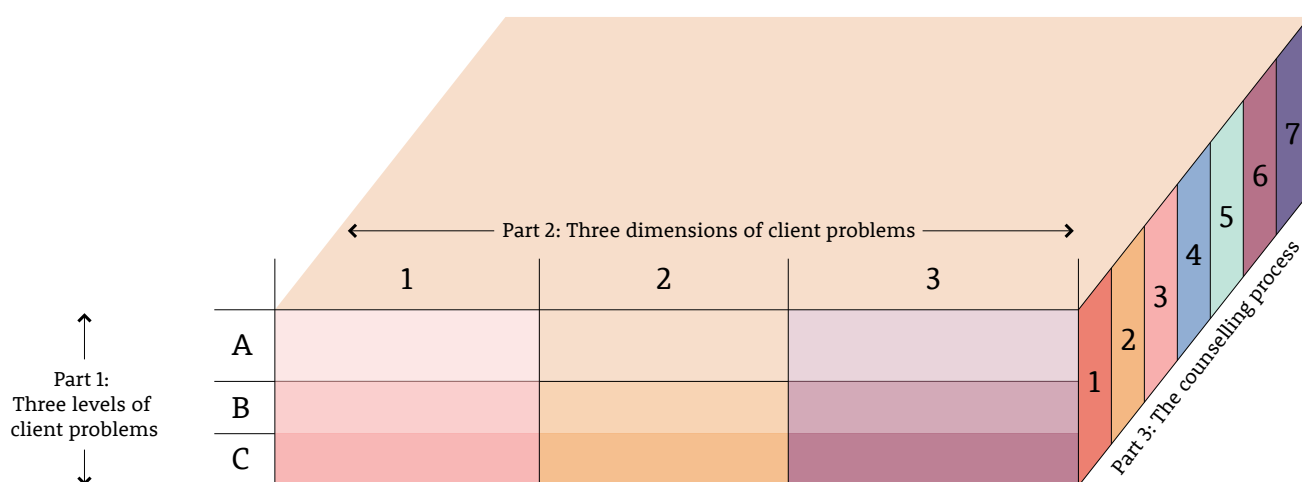 Part 2: Three dimensions of client problems
1 2 3
A
B
C
Part 1:
Three levels of
client problems
1 2 3 4 5 6 7
Part 3: The counselling process